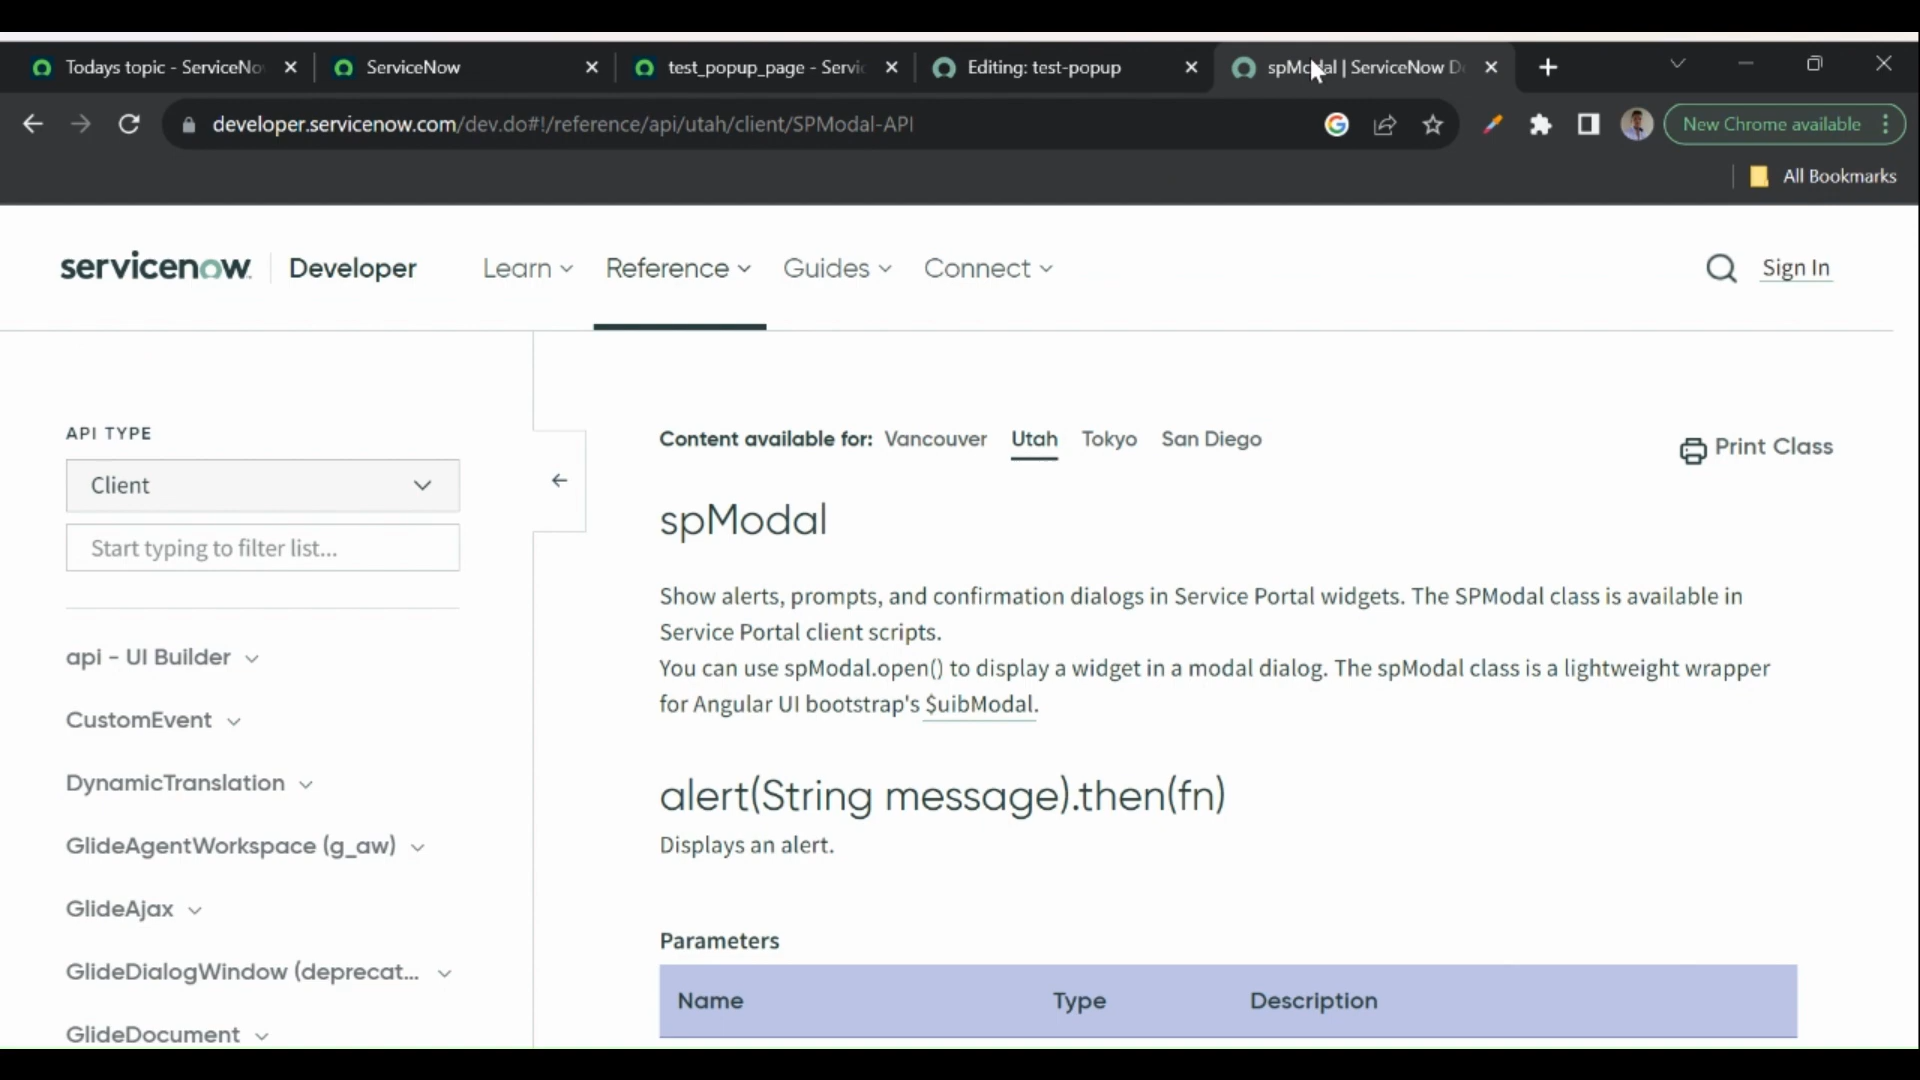 Todays topic - ServiceNo
ServiceNow
test_popup_page - Servi
Editing: test-popup
spModal | ServiceNow D
developer.servicenow.com/dev.do#!/reference/api/utah/client/SPModal-API
New Chrome available
All Bookmarks
servicenow Developer
Learn
Reference
Guides
Connect
Sign In
API TYPE
Client
Start typing to filter list...
api - UI Builder
CustomEvent
DynamicTranslation
GlideAgentWorkspace (g_aw)
GlideAjax
GlideDialogWindow (deprecat...
GlideDocument
Content available for: Vancouver Utah Tokyo San Diego
Print Class
spModal
Show alerts, prompts, and confirmation dialogs in Service Portal widgets. The SPModal class is available in
Service Portal client scripts.
You can use spModal.open() to display a widget in a modal dialog. The spModal class is a lightweight wrapper
for Angular UI bootstrap's $uibModal.
alert(String message).then(fn)
Displays an alert.
Parameters
Name Type Description